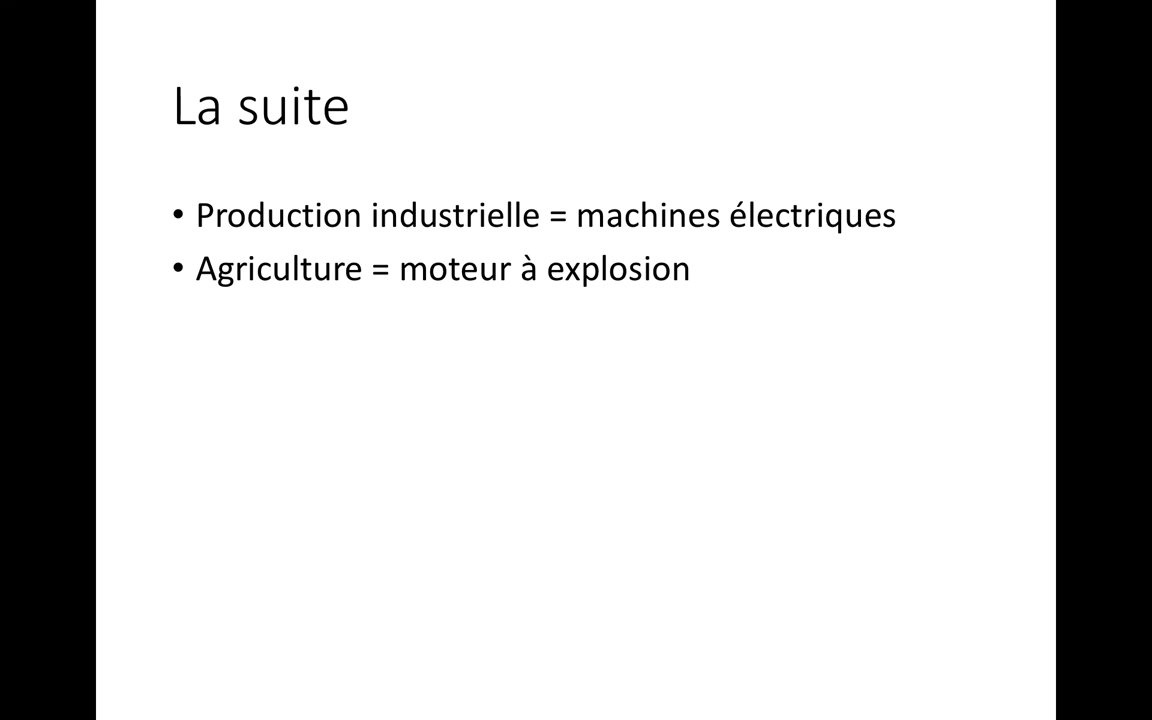 La suite
• Production industrielle = machines électriques
• Agriculture = moteur à explosion